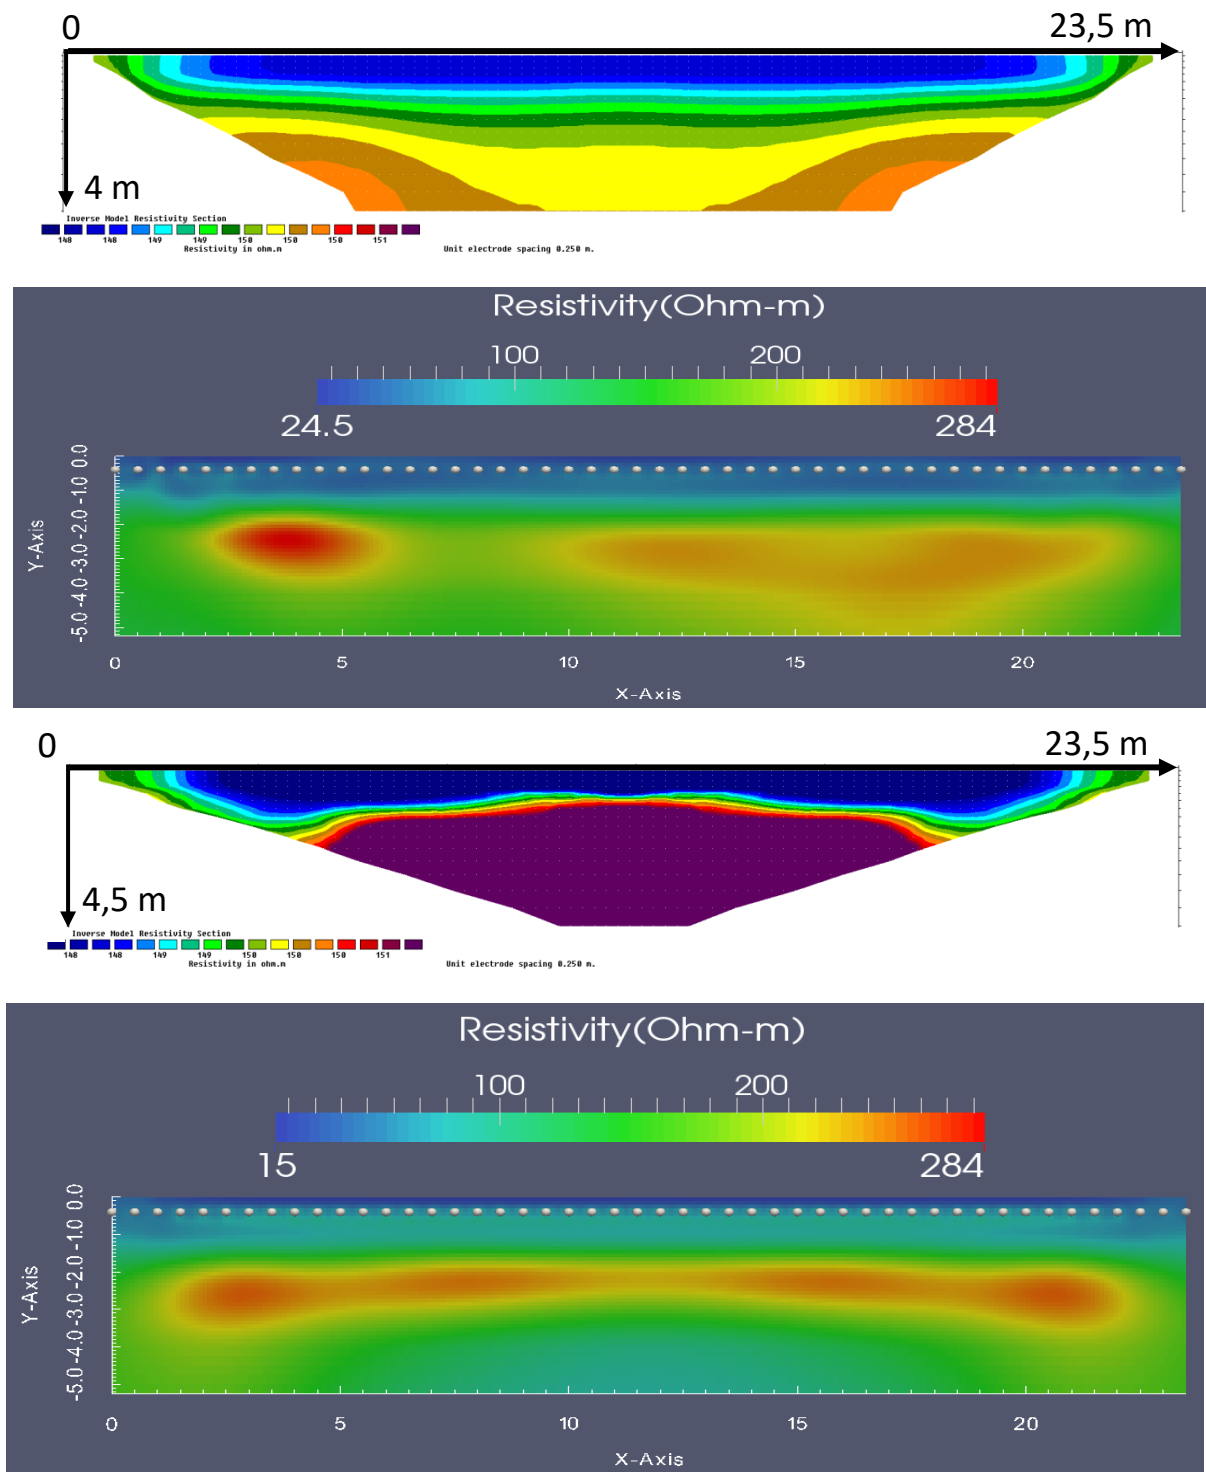 0
23,5 m
4 m
Inverse Model Resistivity Section
148 148 149 149 150 150 150 151
Resistivity in ohm.m
Unit electrode spacing 0.250 m.
Resistivity(Ohm-m)
100 200
24.5 284
Y-Axis
-5.0 -4.0 -3.0 -2.0 -1.0 0.0
0 5 10 15 20
X-Axis
0
23,5 m
4,5 m
Inverse Model Resistivity Section
148 148 149 149 150 150 150 151
Resistivity in ohm.m
Unit electrode spacing 0.250 m.
Resistivity(Ohm-m)
100 200
15 284
Y-Axis
-5.0 -4.0 -3.0 -2.0 -1.0 0.0
0 5 10 15 20
X-Axis